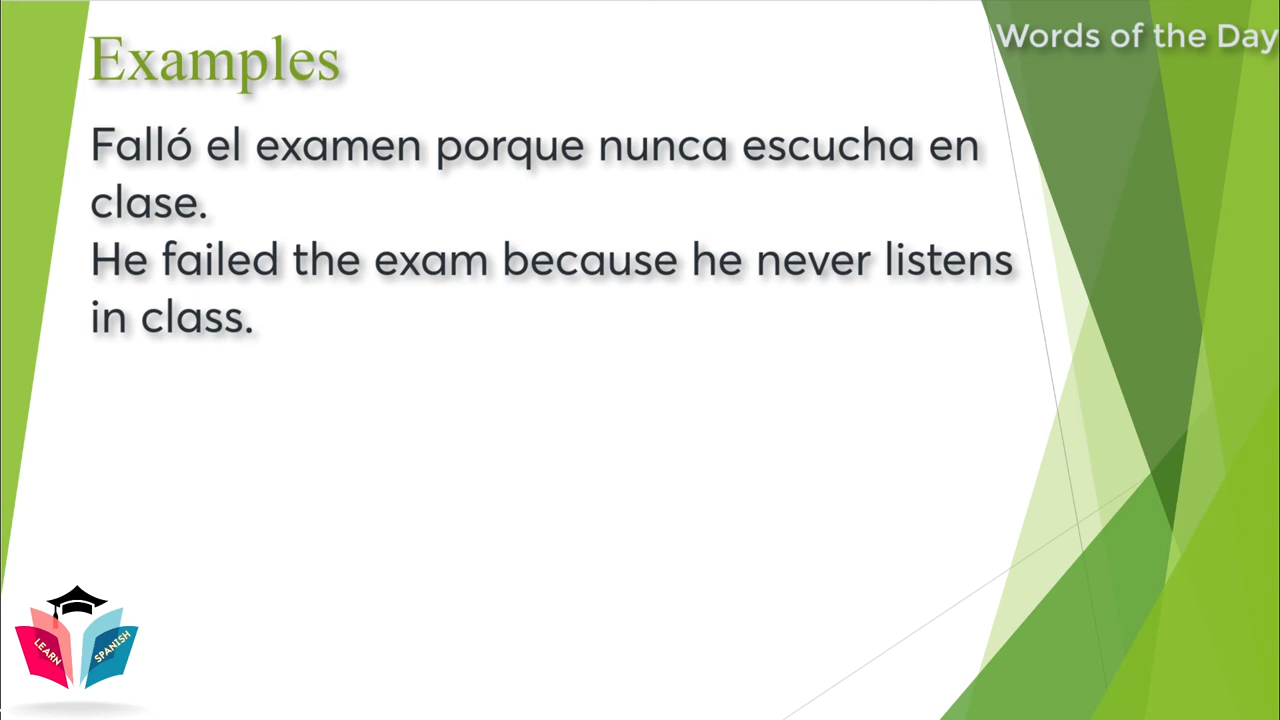 Words of the Day
Examples
Falló el examen porque nunca escucha en
clase.
He failed the exam because he never listens
in class.
LEARN
SPANISH